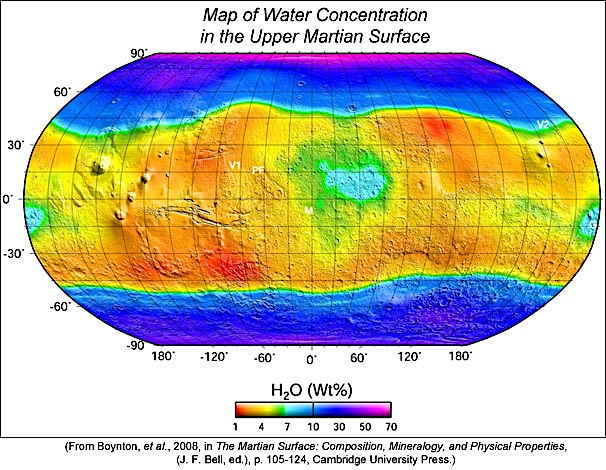 Map of Water Concentration
in the Upper Martian Surface
90°
60°
30°
0°
-30°
-60°
-90
V1
PF
M
V2
G
180° -120° -60° 0° 60° 120° 180°
H2O (Wt%)
1 4 7 10 30 50 70
(From Boynton, et al., 2008, in The Martian Surface: Composition, Mineralogy, and Physical Properties,
(J. F. Bell, ed.), p. 105-124, Cambridge University Press.)